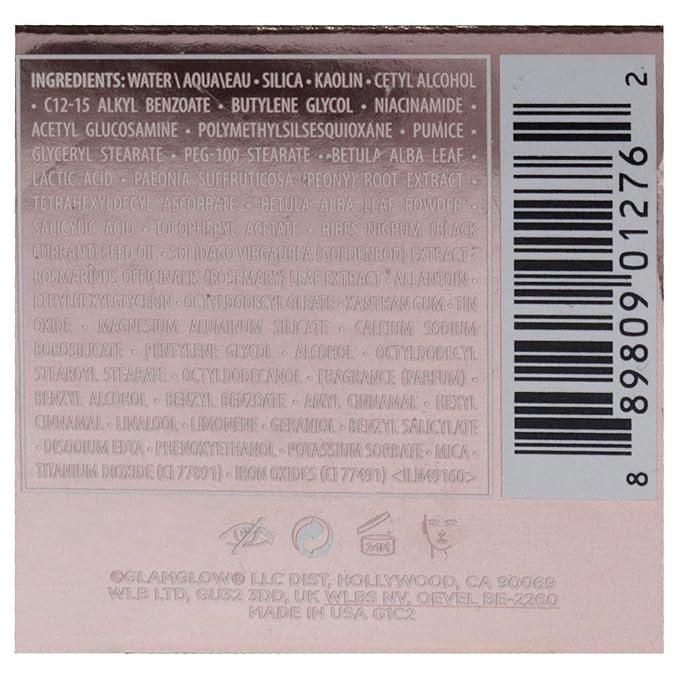 INGREDIENTS: WATER \ AQUA\EAU • SILICA • KAOLIN • CETYL ALCOHOL
• C12-15 ALKYL BENZOATE • BUTYLENE GLYCOL • NIACINAMIDE •
ACETYL GLUCOSAMINE • POLYMETHYLSILSESQUIOXANE • PUMICE •
GLYCERYL STEARATE • PEG-100 STEARATE • BETULA ALBA LEAF •
LACTIC ACID • PAEONIA SUFFRUTICOSA (PEONY) ROOT EXTRACT •
TETRAHEXYLDECYL ASCORBATE • BETULA ALBA LEAF POWDER •
SALICYLIC ACID • TOCOPHERYL ACETATE • RIBES NIGRUM (BLACK
CURRANT) SEED OIL • SOLIDAGO VIRGAUREA (GOLDENROD) EXTRACT •
ROSMARINUS OFFICINALIS (ROSEMARY) LEAF EXTRACT • ALLANTOIN •
ETHYLHEXYLGLYCERIN • OCTYLDODECYL OLEATE • XANTHAN GUM • TIN
OXIDE • MAGNESIUM ALUMINUM SILICATE • CALCIUM SODIUM
BOROSILICATE • PENTYLENE GLYCOL • ALCOHOL • OCTYLDODECYL
STEAROYL STEARATE • OCTYLDODECANOL • FRAGRANCE (PARFUM) •
BENZYL ALCOHOL • BENZYL BENZOATE • AMYL CINNAMAL • HEXYL
CINNAMAL • LINALOOL • LIMONENE • GERANIOL • BENZYL SALICYLATE
• DISODIUM EDTA • PHENOXYETHANOL • POTASSIUM SORBATE • MICA •
TITANIUM DIOXIDE (CI 77891) • IRON OXIDES (CI 77491) <ILN49160>
8 89809 01276 2
24M
©GLAMGLOW® LLC DIST, HOLLYWOOD, CA 90069
WLB LTD, GU32 3DD, UK WLBS NV, OEVEL BE-2260
MADE IN USA G1C2